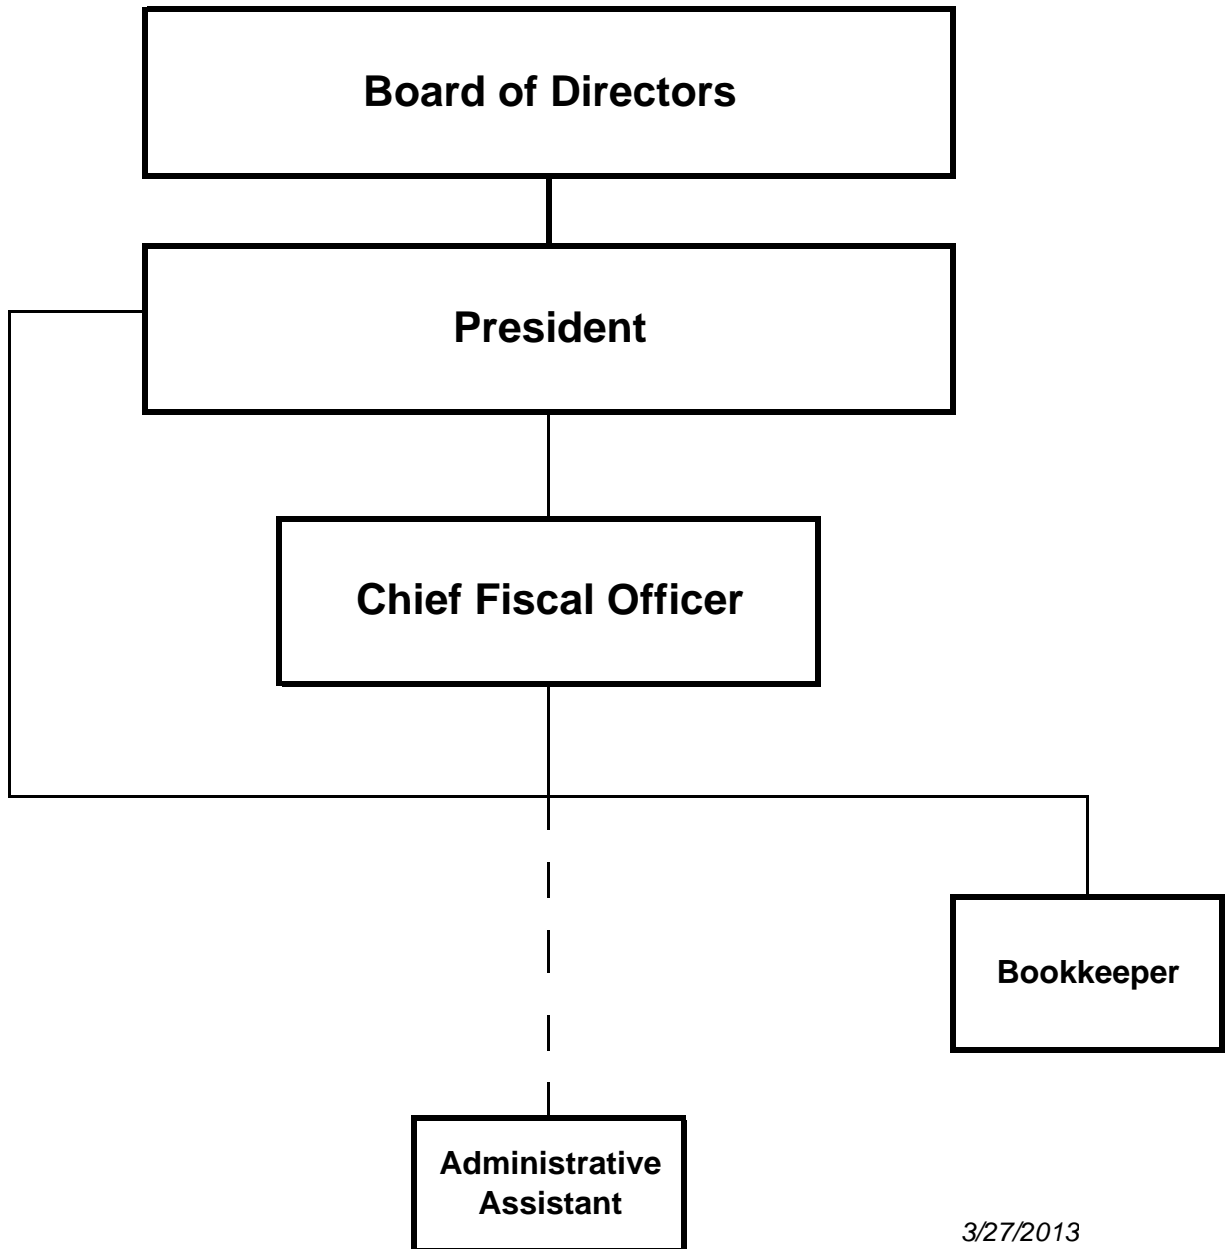 Board of Directors
President
Chief Fiscal Officer
Bookkeeper
Administrative
Assistant
3/27/2013